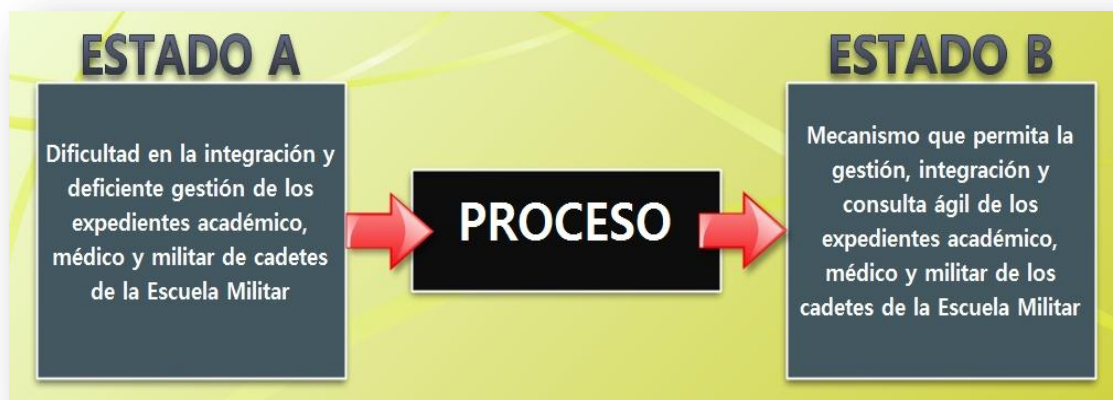 ESTADO A
Dificultad en la integración y
deficiente gestión de los
expedientes académico,
médico y militar de cadetes
de la Escuela Militar
PROCESO
ESTADO B
Mecanismo que permita la
gestión, integración y
consulta ágil de los
expedientes académico,
médico y militar de los
cadetes de la Escuela Militar